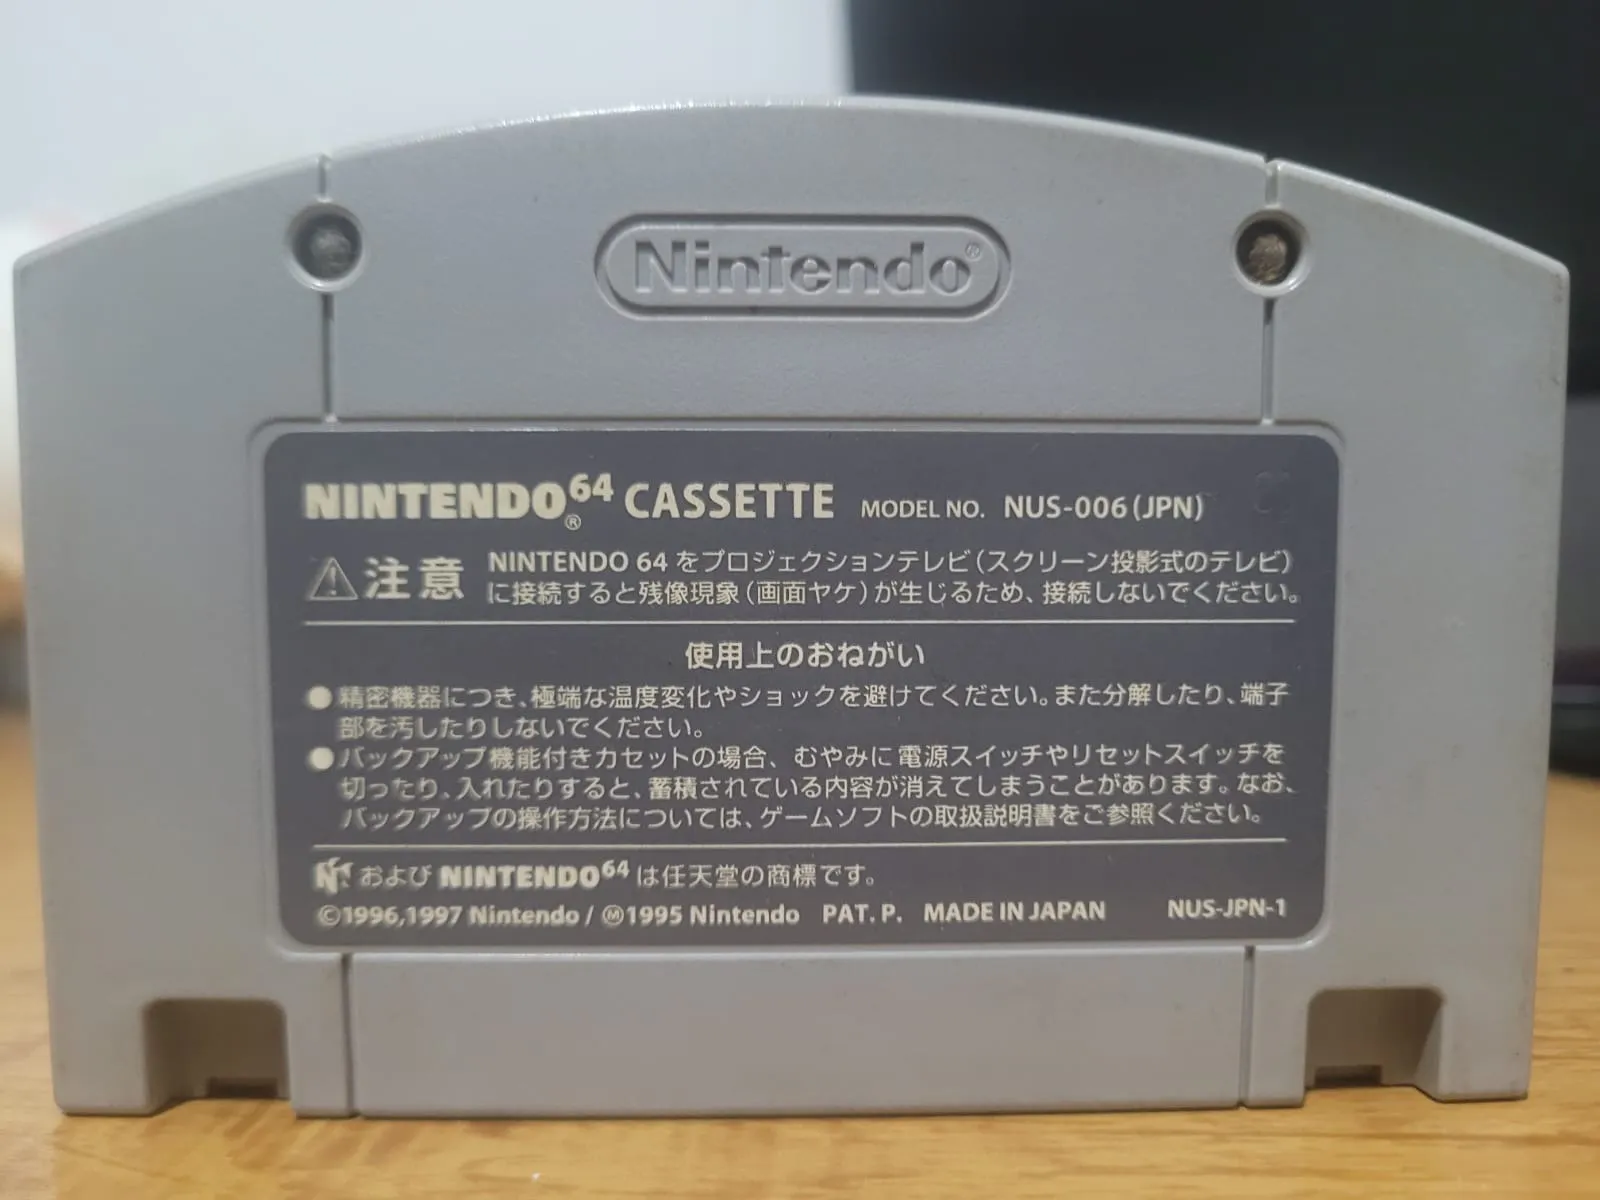 Nintendo®
NINTENDO64® CASSETTE MODEL NO. NUS-006(JPN)
注意 NINTENDO 64 をプロジェクションテレビ(スクリーン投影式のテレビ)
に接続すると残像現象(画面ヤケ)が生じるため、接続しないでください。
使用上のおねがい
●精密機器につき、極端な温度変化やショックを避けてください。また分解したり、端子
部を汚したりしないでください。
●バックアップ機能付きカセットの場合、むやみに電源スイッチやリセットスイッチを
切ったり、入れたりすると、蓄積されている内容が消えてしまうことがあります。なお、
バックアップの操作方法については、ゲームソフトの取扱説明書をご参照ください。
および NINTENDO64 は任天堂の商標です。
©1996,1997 Nintendo / Ⓜ1995 Nintendo PAT. P. MADE IN JAPAN NUS-JPN-1